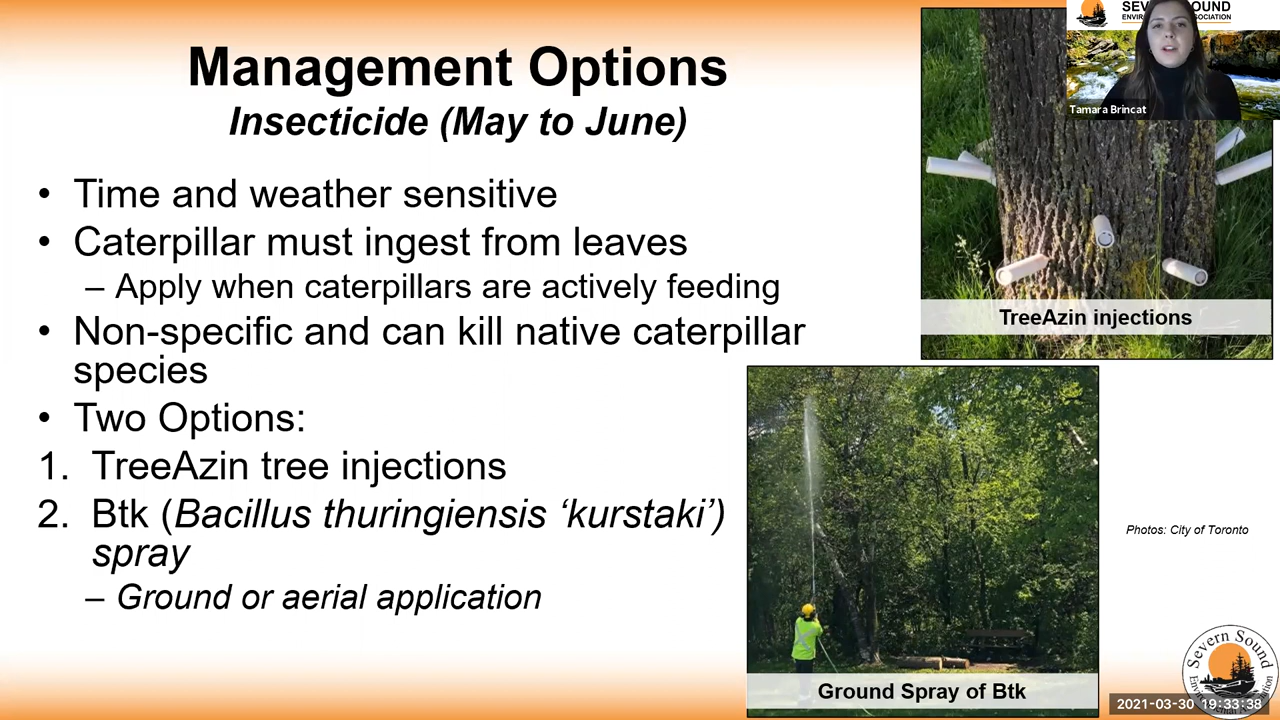 Management Options
Insecticide (May to June)
• Time and weather sensitive
• Caterpillar must ingest from leaves
– Apply when caterpillars are actively feeding
• Non-specific and can kill native caterpillar
species
• Two Options:
1. TreeAzin tree injections
2. Btk (Bacillus thuringiensis ‘kurstaki’)
spray
– Ground or aerial application
TreeAzin injections
Ground Spray of Btk
Photos: City of Toronto
Tamara Brincat
Severn Sound
2021-03-30 19:33:38